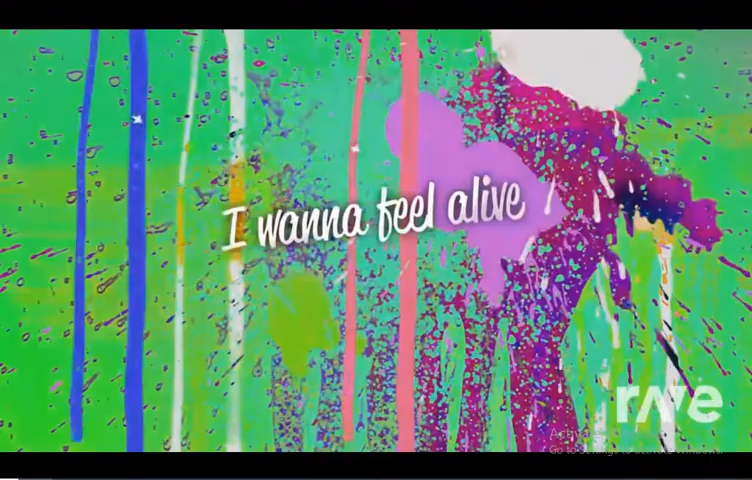 I wanna feel alive
rave
Activate Windows
Go to Settings to activate Windows.